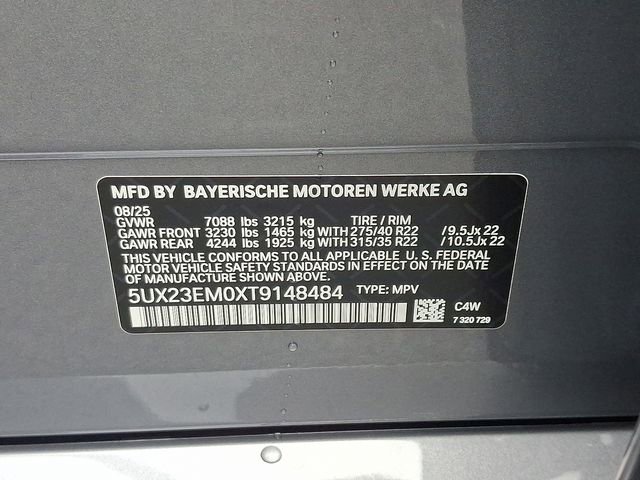 MFD BY BAYERISCHE MOTOREN WERKE AG
08/25
GVWR 7088 lbs 3215 kg TIRE / RIM
GAWR FRONT 3230 lbs 1465 kg WITH 275/40 R22 / 9.5Jx 22
GAWR REAR 4244 lbs 1925 kg WITH 315/35 R22 / 10.5Jx 22
THIS VEHICLE CONFORMS TO ALL APPLICABLE U. S. FEDERAL
MOTOR VEHICLE SAFETY STANDARDS IN EFFECT ON THE DATE
OF MANUFACTURE SHOWN ABOVE.
5UX23EM0XT9148484 TYPE: MPV
C4W
7 320 729